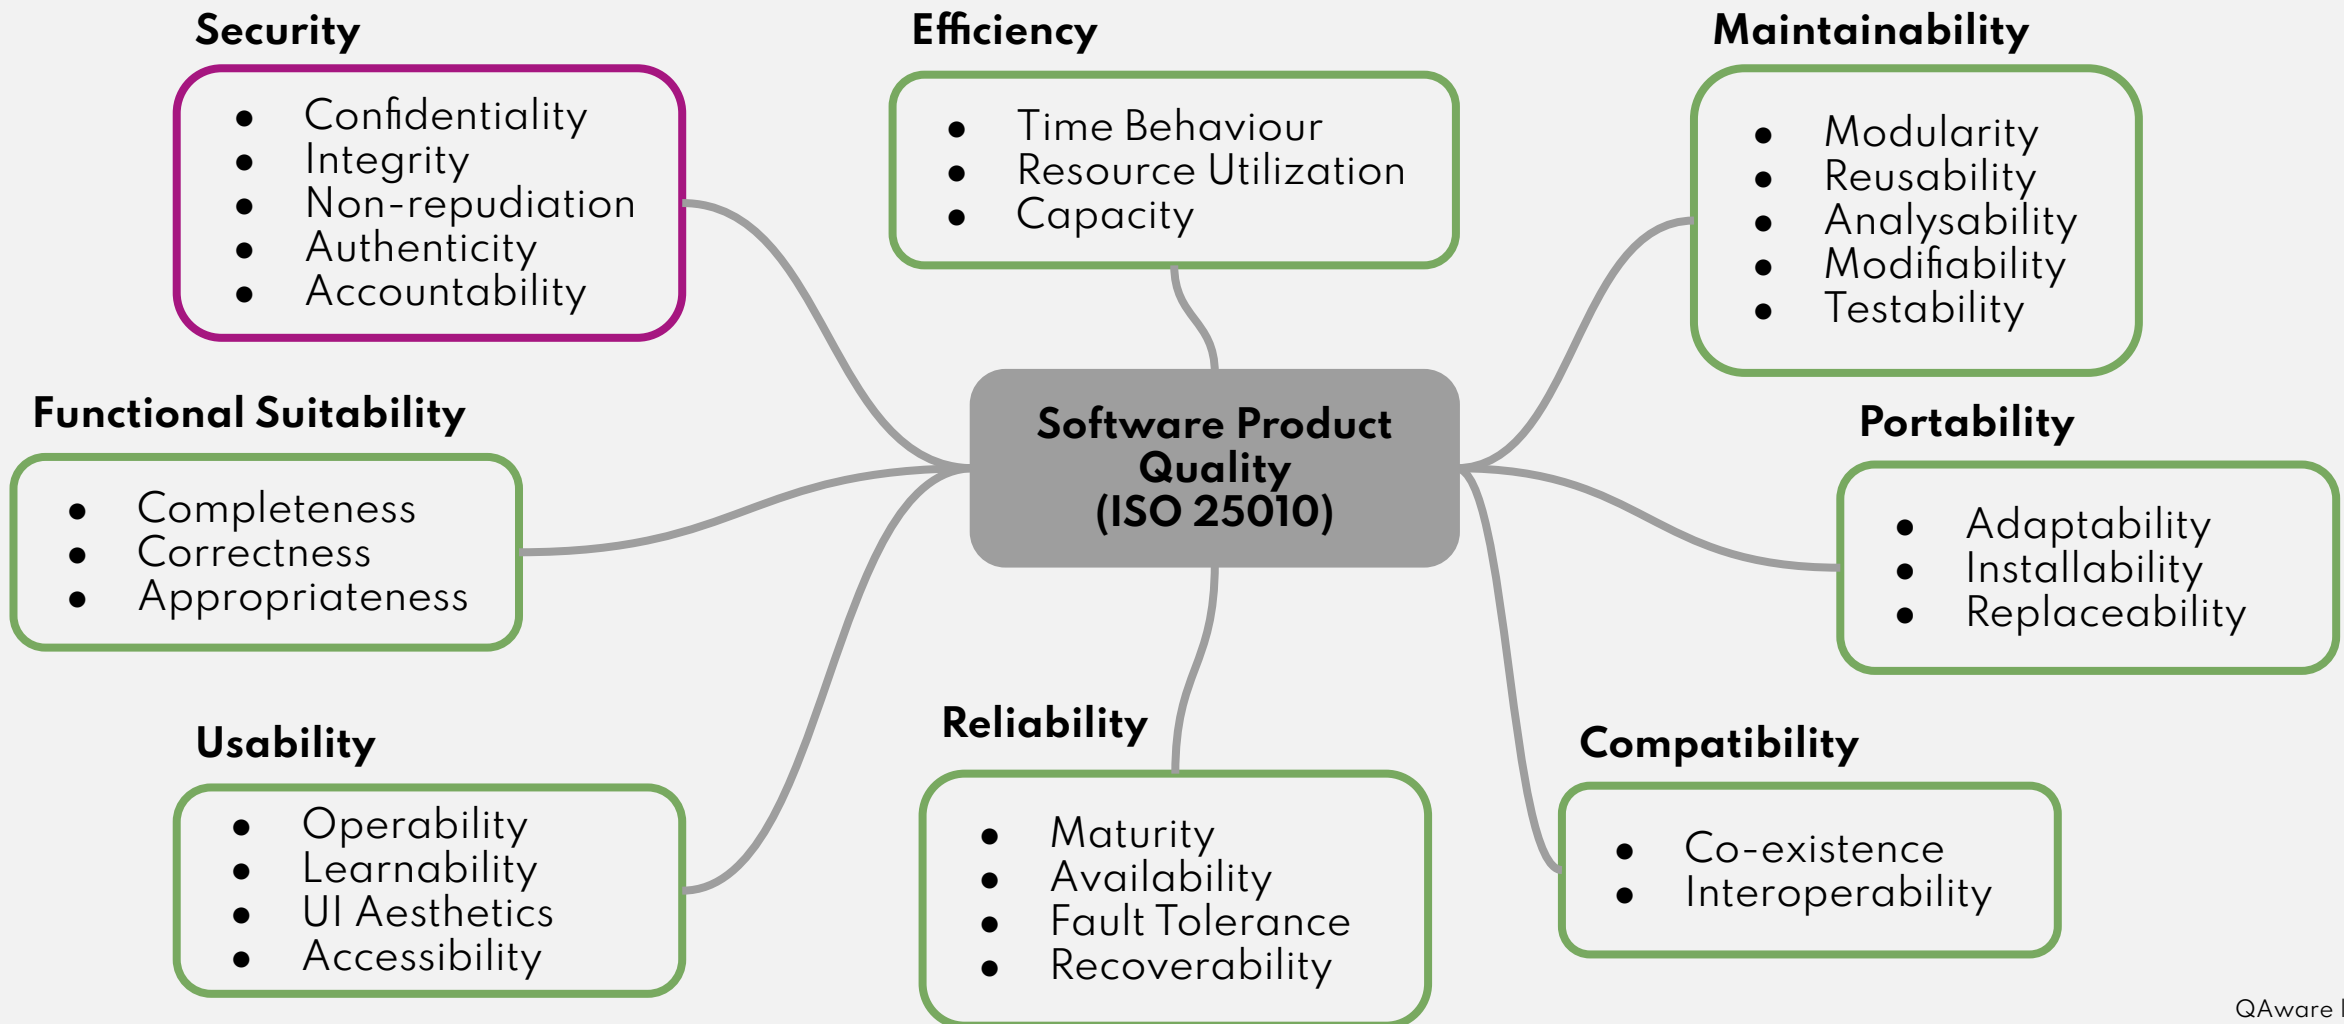 Security
• Confidentiality
• Integrity
• Non-repudiation
• Authenticity
• Accountability
Efficiency
• Time Behaviour
• Resource Utilization
• Capacity
Maintainability
• Modularity
• Reusability
• Analysability
• Modifiability
• Testability
Functional Suitability
• Completeness
• Correctness
• Appropriateness
Software Product
Quality
(ISO 25010)
Portability
• Adaptability
• Installability
• Replaceability
Usability
• Operability
• Learnability
• UI Aesthetics
• Accessibility
Reliability
• Maturity
• Availability
• Fault Tolerance
• Recoverability
Compatibility
• Co-existence
• Interoperability
QAware